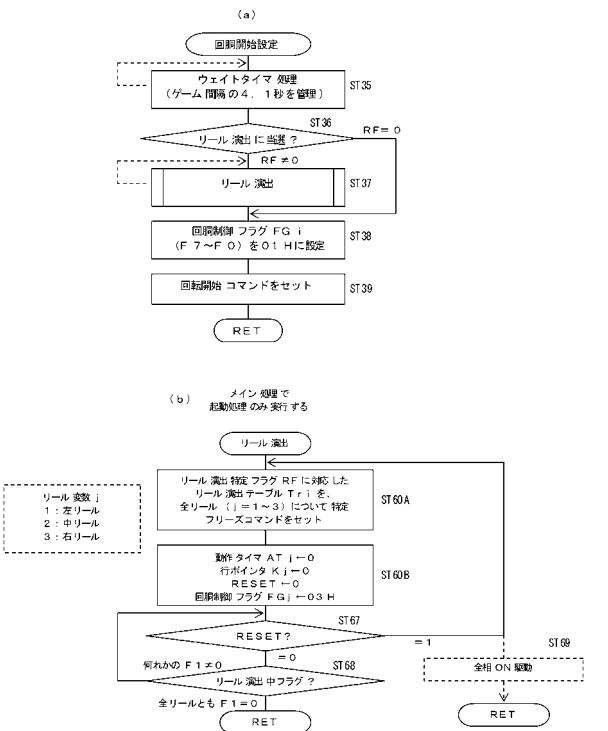 (a)
回胴開始設定
ウェイトタイマ 処理
(ゲーム 間隔の4. 1秒を管理)
ST35
ST36
リール 演出 に当選?
RF=0
RF≠0
リール 演出
ST37
回胴制御 フラグ FG i
(F7~F0)を01Hに設定
ST38
回転開始 コマンドをセット
ST39
RET
(b)
メイン 処理 で
起動処理 のみ 実行 する
リール 演出
リール 演出 特定 フラグ RF に対応した
リール 演出 テーブル Tri を、
全リール (j=1~3)について 特定
フリーズコマンドをセット
ST60A
リール 変数 j
1:左リール
2:中リール
3:右リール
動作 タイマ ATj←0
行ポインタ Kj←0
RESET←0
回胴制御 フラグ FGj←03H
ST60B
ST67
RESET?
=1
=0
ST69
全相 ON 駆動
RET
何れかの F1≠0
ST68
リール 演出 中フラグ?
全リールとも F1=0
RET